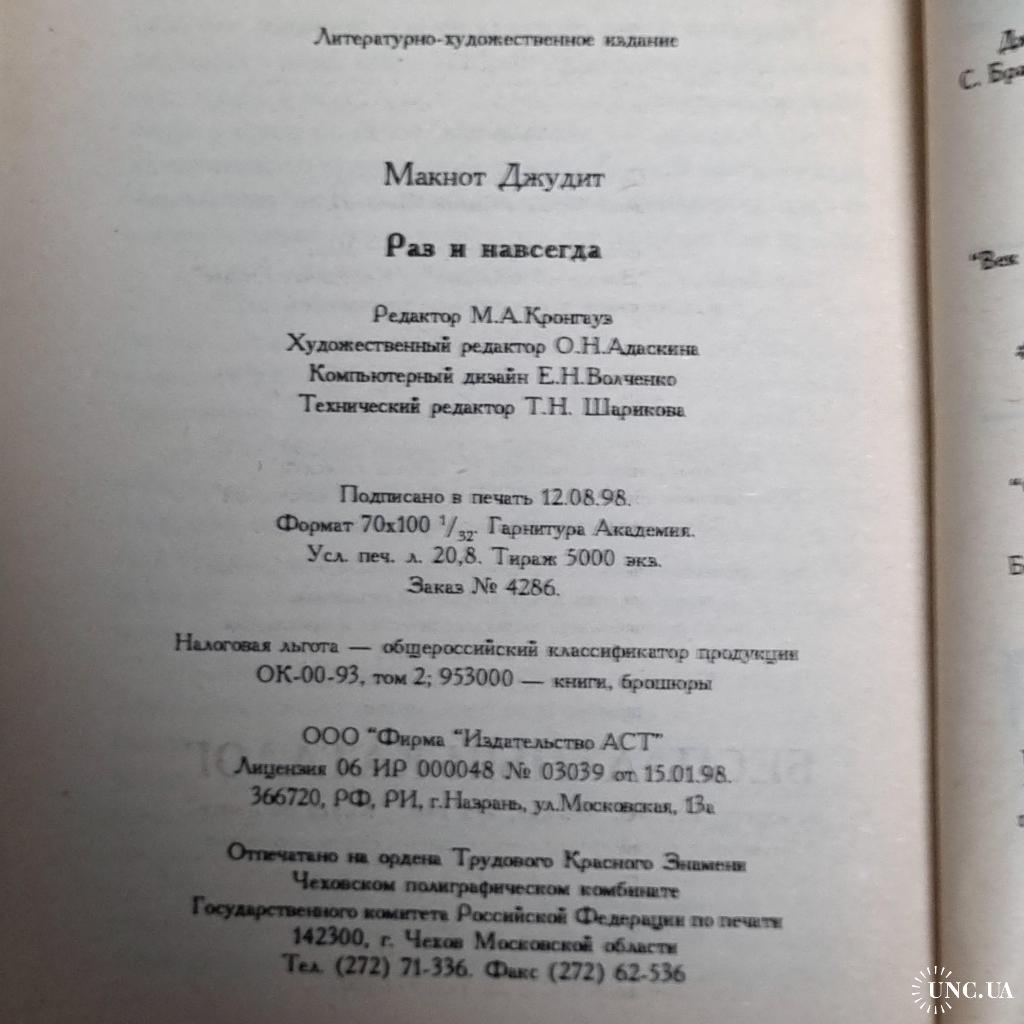 Литературно-художественное издание
Макнот Джудит
Раз и навсегда
Редактор М.А.Кронгауз
Художественный редактор О.Н.Адаскина
Компьютерный дизайн Е.Н.Волченко
Технический редактор Т.Н. Шарикова
Подписано в печать 12.08.98.
Формат 70х100 1/32. Гарнитура Академия.
Усл. печ. л. 20,8. Тираж 5000 экз.
Заказ № 4286.
Налоговая льгота — общероссийский классификатор продукции
ОК-00-93, том 2; 953000 — книги, брошюры
ООО "Фирма "Издательство АСТ"
Лицензия 06 ИР 000048 № 03039 от 15.01.98.
366720, РФ, РИ, г.Назрань, ул.Московская, 13а
Отпечатано на ордена Трудового Красного Знамени
Чеховском полиграфическом комбинате
Государственного комитета Российской Федерации по печати
142300, г. Чехов Московской области
Тел. (272) 71-336. Факс (272) 62-536
С. Бра
"Век
UNC.UA